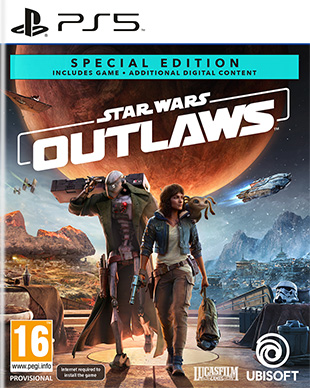 PS5
SPECIAL EDITION
INCLUDES GAME • ADDITIONAL DIGITAL CONTENT
STAR WARS
OUTLAWS™
16
www.pegi.info
PROVISIONAL
Internet required to
install the game
LUCASFILM
GAMES
UBISOFT